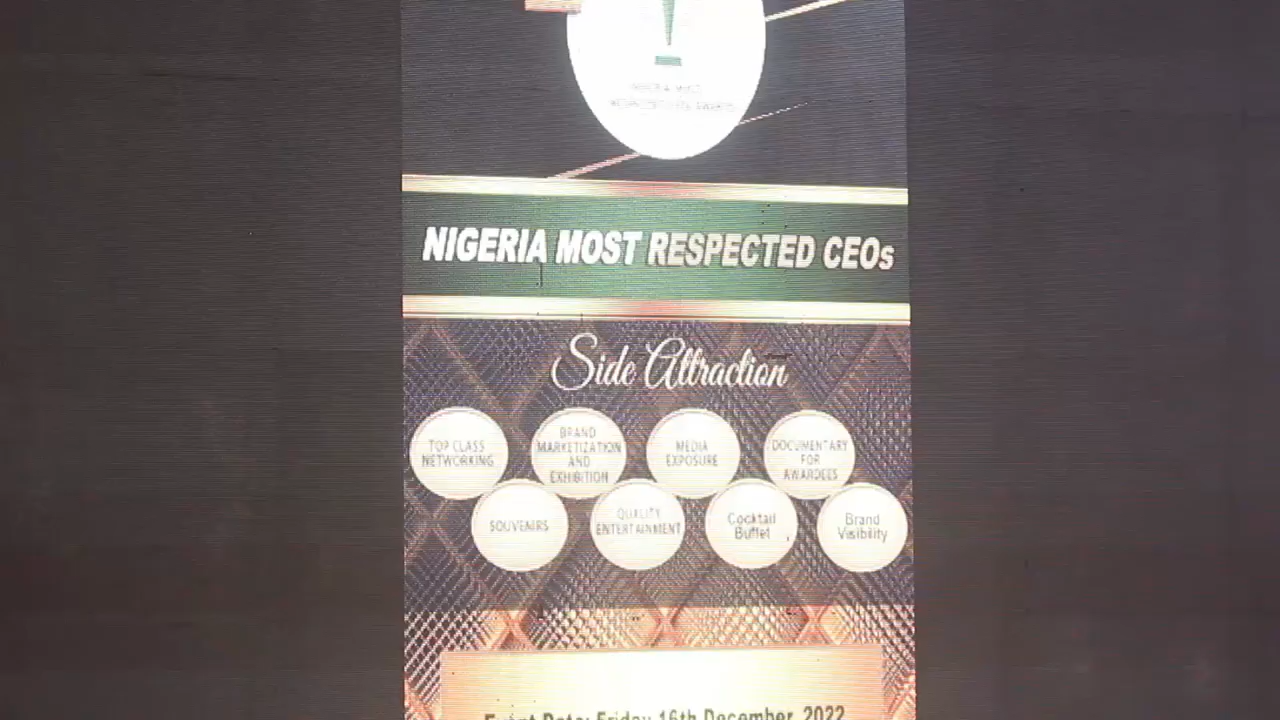 NIGERIA MOST RESPECTED CEOs
Side Attraction
TOP CLASS
NETWORKING
BRAND
MARKETIZATION
AND
EXHIBITION
MEDIA
EXPOSURE
DOCUMENTARY
FOR
AWARDEES
SOUVENIRS
QUALITY
ENTERTAINMENT
Cocktail
Buffet
Brand
Visibility
Event Date: Friday 16th December, 2022